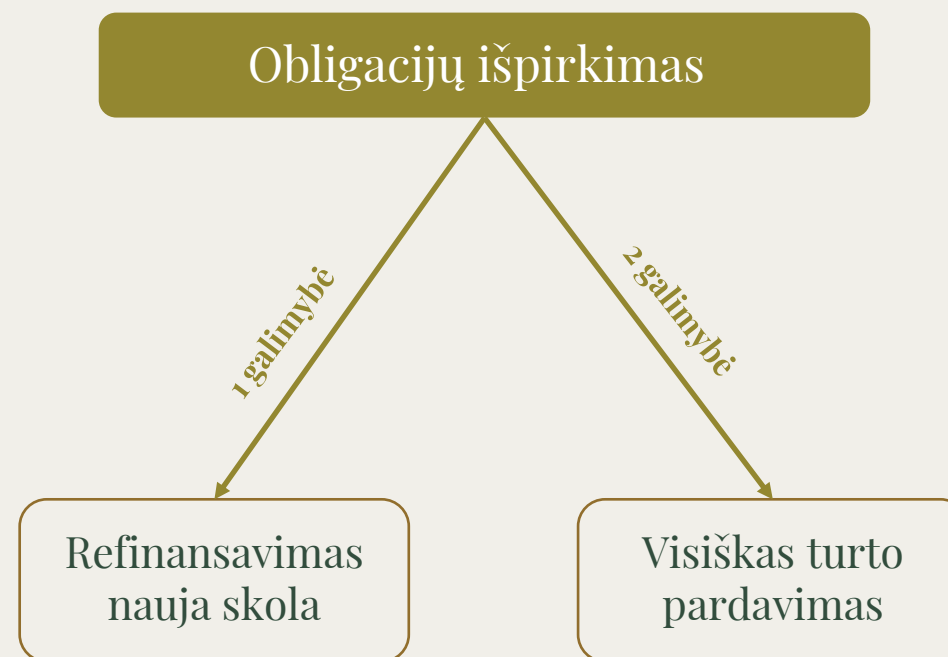 Obligacijų išpirkimas
1 galimybė
2 galimybė
Refinansavimas
nauja skola
Visiškas turto
pardavimas